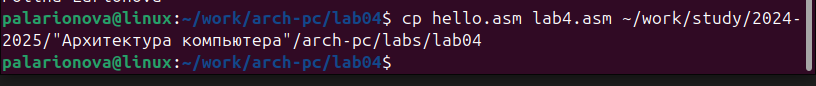 palarionova@linux:~/work/arch-pc/lab04$ cp hello.asm lab4.asm ~/work/study/2024-
2025/"Архитектура компьютера"/arch-pc/labs/lab04
palarionova@linux:~/work/arch-pc/lab04$